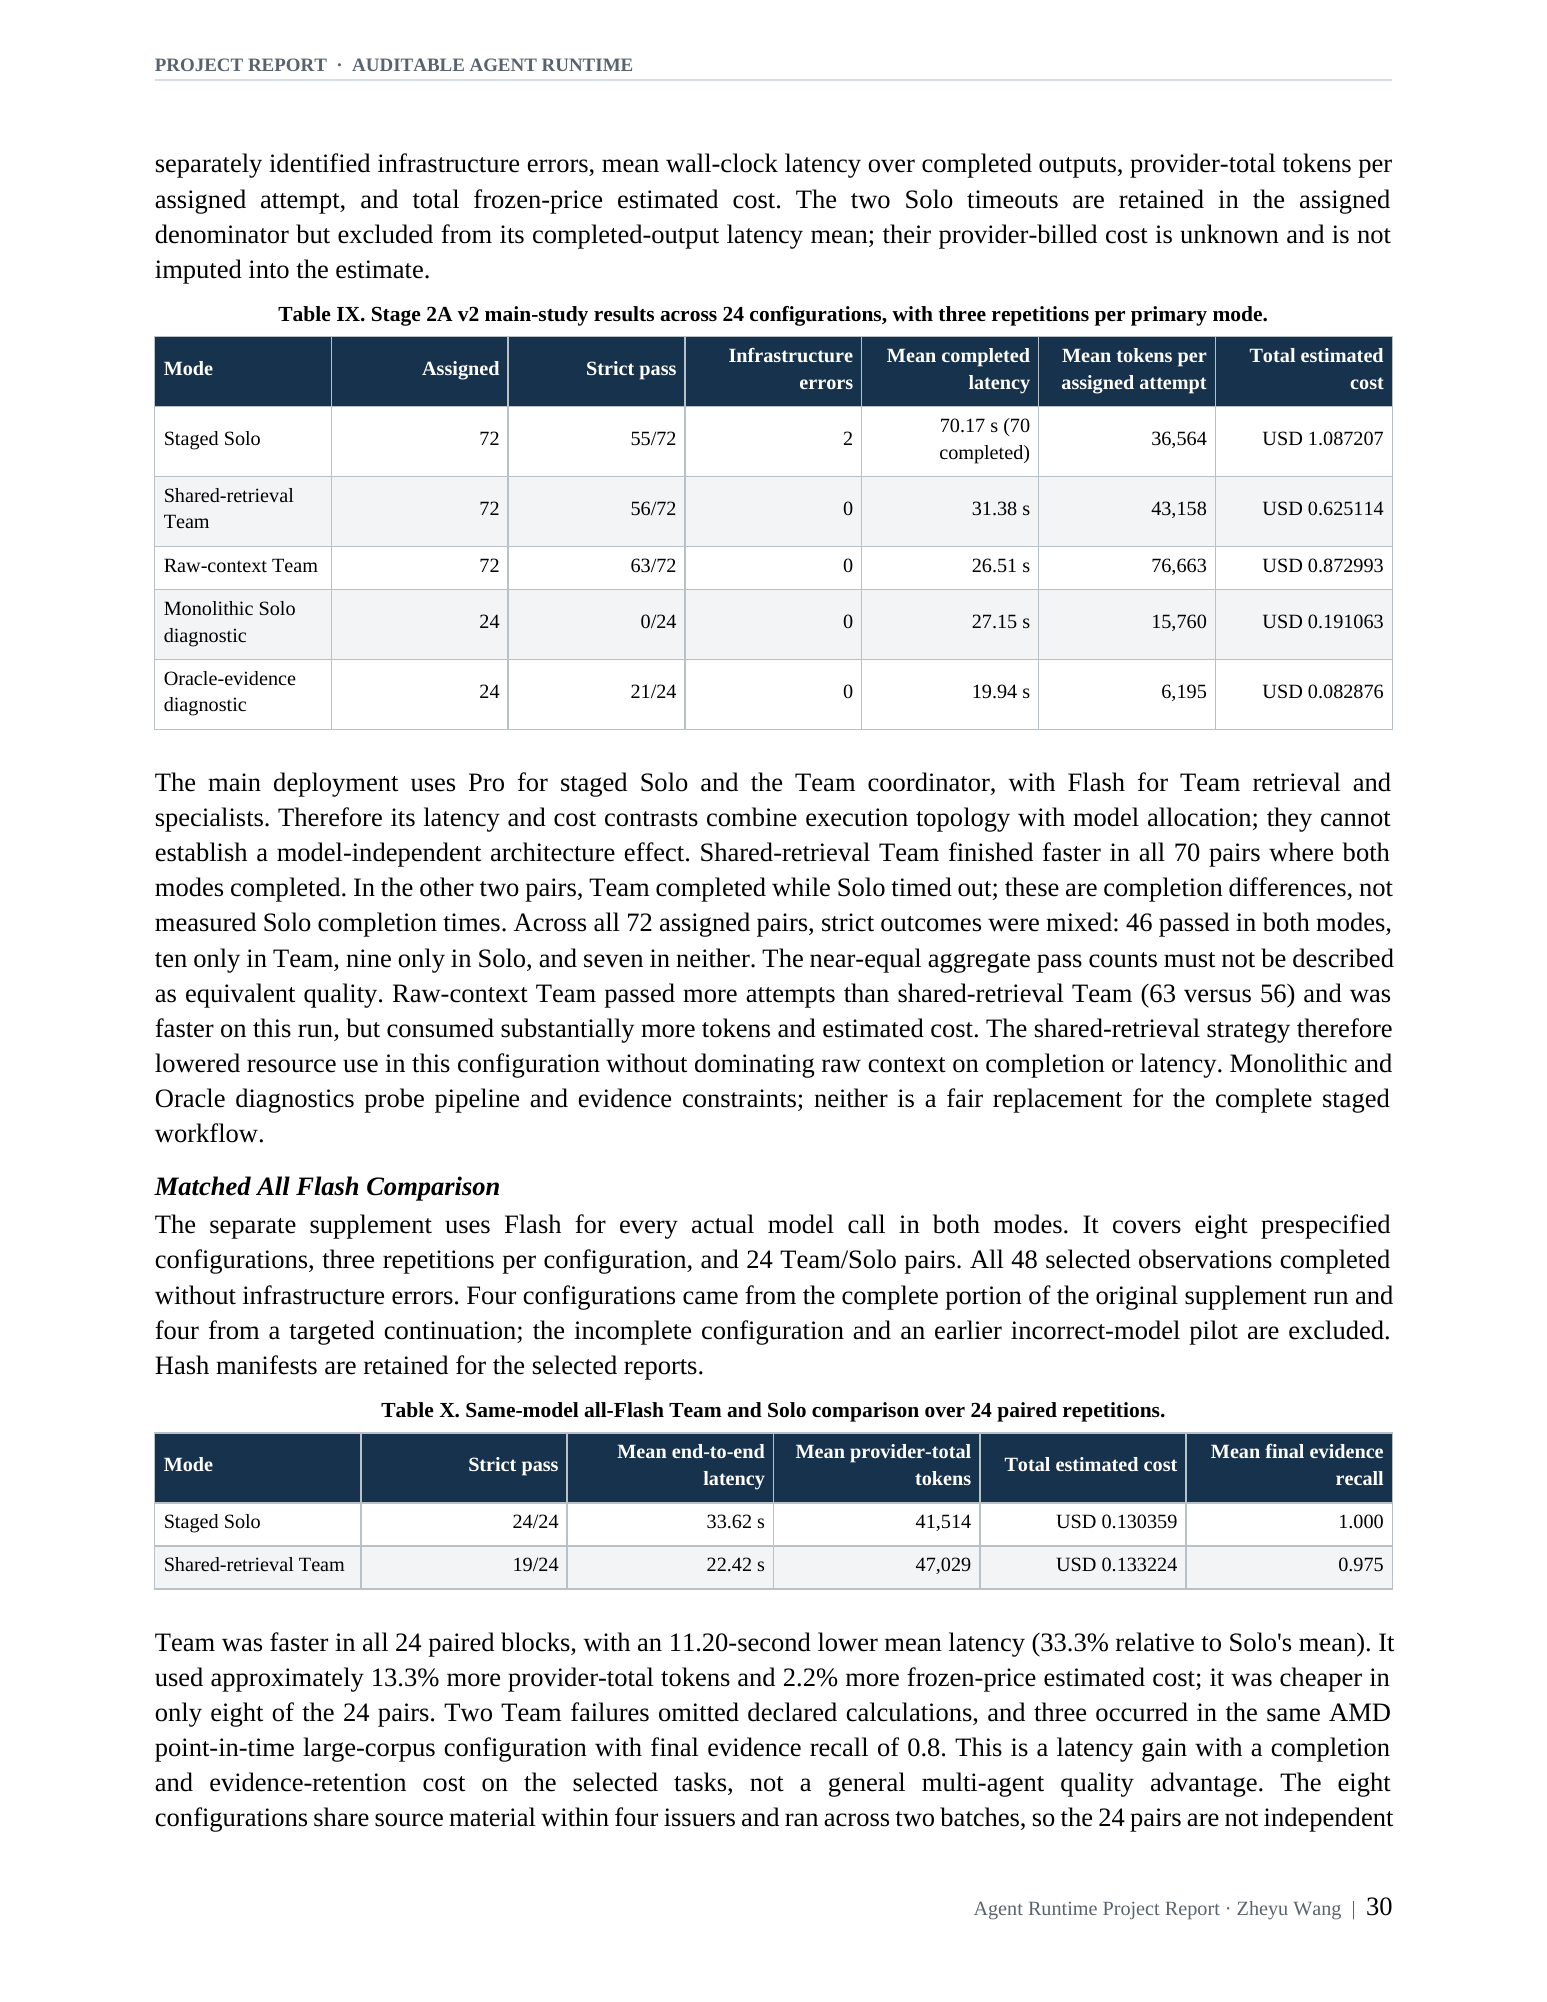 PROJECT REPORT · AUDITABLE AGENT RUNTIME
separately identified infrastructure errors, mean wall-clock latency over completed outputs, provider-total tokens per
assigned attempt, and total frozen-price estimated cost. The two Solo timeouts are retained in the assigned
denominator but excluded from its completed-output latency mean; their provider-billed cost is unknown and is not
imputed into the estimate.
Table IX. Stage 2A v2 main-study results across 24 configurations, with three repetitions per primary mode.
Mode Assigned Strict pass Infrastructure errors Mean completed latency Mean tokens per assigned attempt Total estimated cost
Staged Solo 72 55/72 2 70.17 s (70 completed) 36,564 USD 1.087207
Shared-retrieval Team 72 56/72 0 31.38 s 43,158 USD 0.625114
Raw-context Team 72 63/72 0 26.51 s 76,663 USD 0.872993
Monolithic Solo diagnostic 24 0/24 0 27.15 s 15,760 USD 0.191063
Oracle-evidence diagnostic 24 21/24 0 19.94 s 6,195 USD 0.082876
The main deployment uses Pro for staged Solo and the Team coordinator, with Flash for Team retrieval and
specialists. Therefore its latency and cost contrasts combine execution topology with model allocation; they cannot
establish a model-independent architecture effect. Shared-retrieval Team finished faster in all 70 pairs where both
modes completed. In the other two pairs, Team completed while Solo timed out; these are completion differences, not
measured Solo completion times. Across all 72 assigned pairs, strict outcomes were mixed: 46 passed in both modes,
ten only in Team, nine only in Solo, and seven in neither. The near-equal aggregate pass counts must not be described
as equivalent quality. Raw-context Team passed more attempts than shared-retrieval Team (63 versus 56) and was
faster on this run, but consumed substantially more tokens and estimated cost. The shared-retrieval strategy therefore
lowered resource use in this configuration without dominating raw context on completion or latency. Monolithic and
Oracle diagnostics probe pipeline and evidence constraints; neither is a fair replacement for the complete staged
workflow.
Matched All Flash Comparison
The separate supplement uses Flash for every actual model call in both modes. It covers eight prespecified
configurations, three repetitions per configuration, and 24 Team/Solo pairs. All 48 selected observations completed
without infrastructure errors. Four configurations came from the complete portion of the original supplement run and
four from a targeted continuation; the incomplete configuration and an earlier incorrect-model pilot are excluded.
Hash manifests are retained for the selected reports.
Table X. Same-model all-Flash Team and Solo comparison over 24 paired repetitions.
Mode Strict pass Mean end-to-end latency Mean provider-total tokens Total estimated cost Mean final evidence recall
Staged Solo 24/24 33.62 s 41,514 USD 0.130359 1.000
Shared-retrieval Team 19/24 22.42 s 47,029 USD 0.133224 0.975
Team was faster in all 24 paired blocks, with an 11.20-second lower mean latency (33.3% relative to Solo's mean). It
used approximately 13.3% more provider-total tokens and 2.2% more frozen-price estimated cost; it was cheaper in
only eight of the 24 pairs. Two Team failures omitted declared calculations, and three occurred in the same AMD
point-in-time large-corpus configuration with final evidence recall of 0.8. This is a latency gain with a completion
and evidence-retention cost on the selected tasks, not a general multi-agent quality advantage. The eight
configurations share source material within four issuers and ran across two batches, so the 24 pairs are not independent
Agent Runtime Project Report · Zheyu Wang | 30